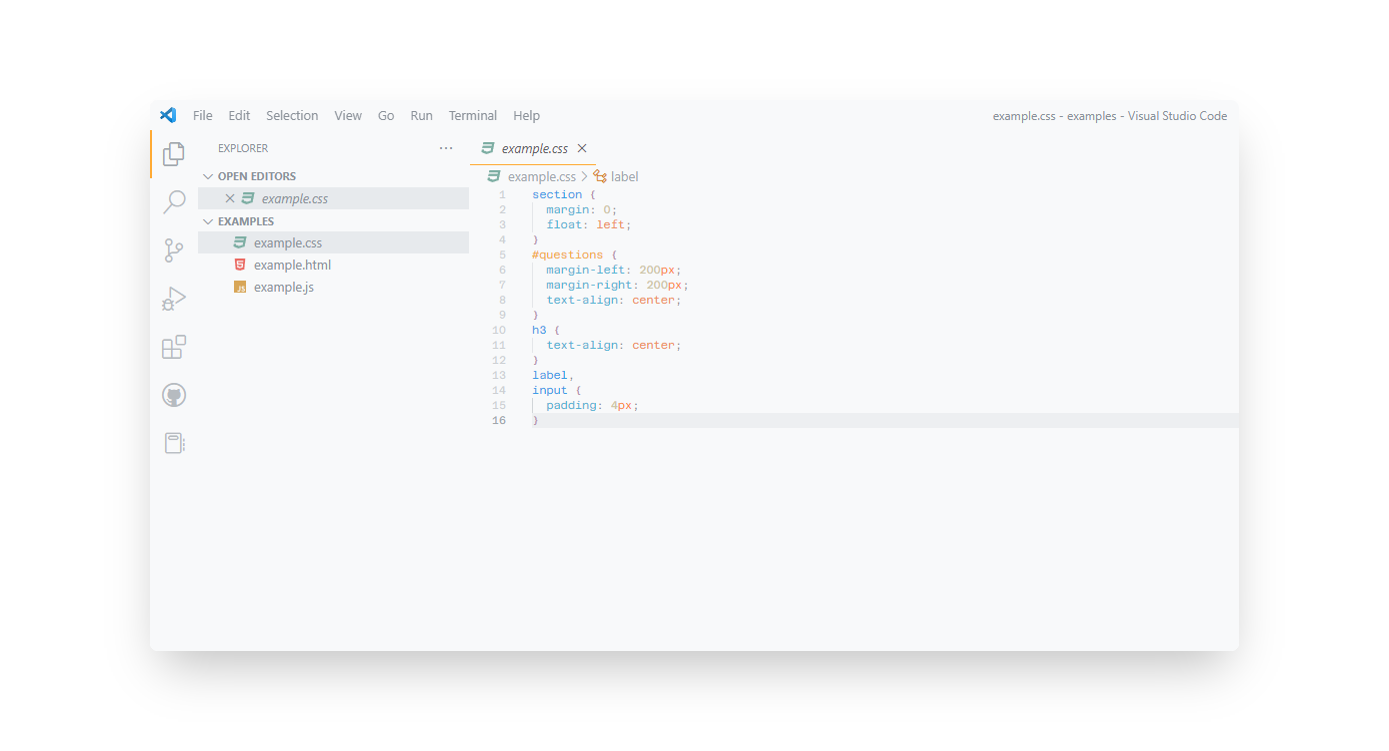 File Edit Selection View Go Run Terminal Help
example.css - examples - Visual Studio Code
EXPLORER
OPEN EDITORS
example.css
EXAMPLES
example.css
example.html
JS example.js
example.css
example.css > label
1 section {
2   margin: 0;
3   float: left;
4 }
5 #questions {
6   margin-left: 200px;
7   margin-right: 200px;
8   text-align: center;
9 }
10 h3 {
11   text-align: center;
12 }
13 label,
14 input {
15   padding: 4px;
16 }